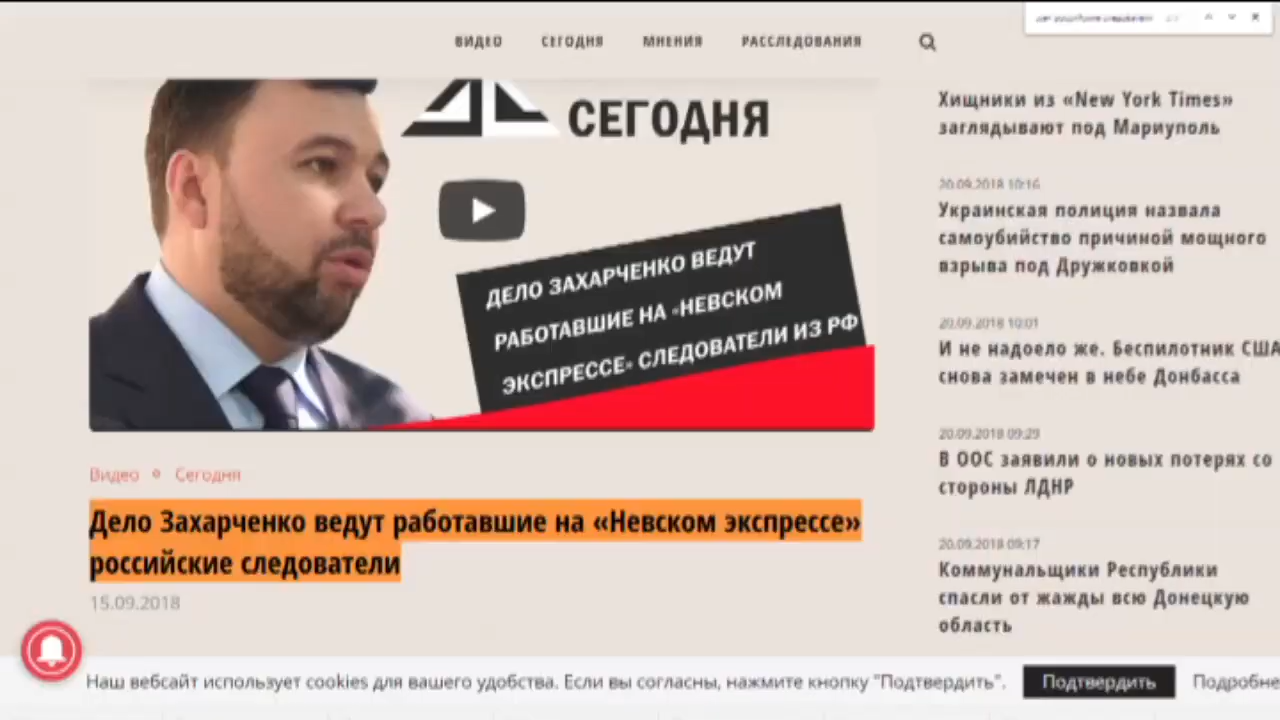 ВИДЕО СЕГОДНЯ МНЕНИЯ РАССЛЕДОВАНИЯ
СЕГОДНЯ
ДЕЛО ЗАХАРЧЕНКО ВЕДУТ
РАБОТАВШИЕ НА «НЕВСКОМ
ЭКСПРЕССЕ» СЛЕДОВАТЕЛИ ИЗ РФ
Видео Сегодня
Дело Захарченко ведут работавшие на «Невском экспрессе»
российские следователи
15.09.2018
Хищники из «New York Times»
заглядывают под Мариуполь
20.09.2018 10:16
Украинская полиция назвала
самоубийство причиной мощного
взрыва под Дружковкой
20.09.2018 10:01
И не надоело же. Беспилотник США
снова замечен в небе Донбасса
20.09.2018 09:29
В ООС заявили о новых потерях со
стороны ЛДНР
20.09.2018 09:17
Коммунальщики Республики
спасли от жажды всю Донецкую
область
Наш вебсайт использует cookies для вашего удобства. Если вы согласны, нажмите кнопку "Подтвердить". Подтвердить Подробне